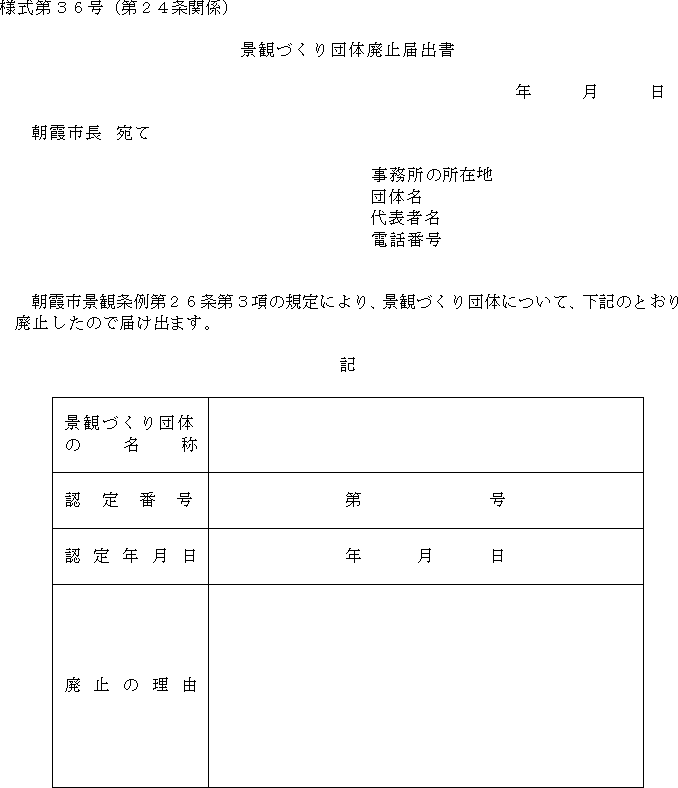 様式第３６号（第２４条関係）
景観づくり団体廃止届出書
年　月　日
朝霞市長　宛て
事務所の所在地
団体名
代表者名
電話番号
朝霞市景観条例第２６条第３項の規定により、景観づくり団体について、下記のとおり
廃止したので届け出ます。
記
景観づくり団体
の名称
認定番号　第　号
認定年月日　年　月　日
廃止の理由